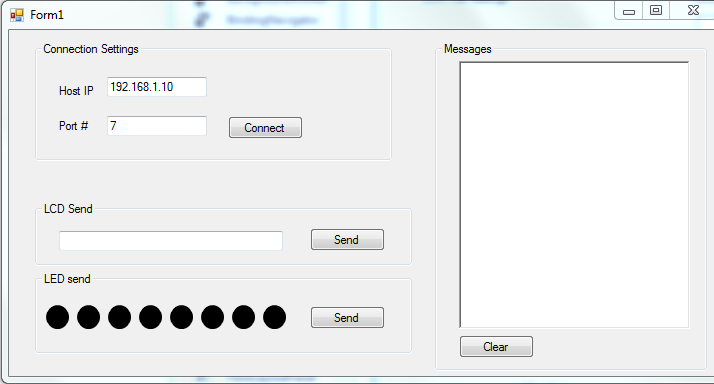 Form1
Connection Settings
Host IP 192.168.1.10
Port # 7
Connect
LCD Send
Send
LED send
Send
Messages
Clear